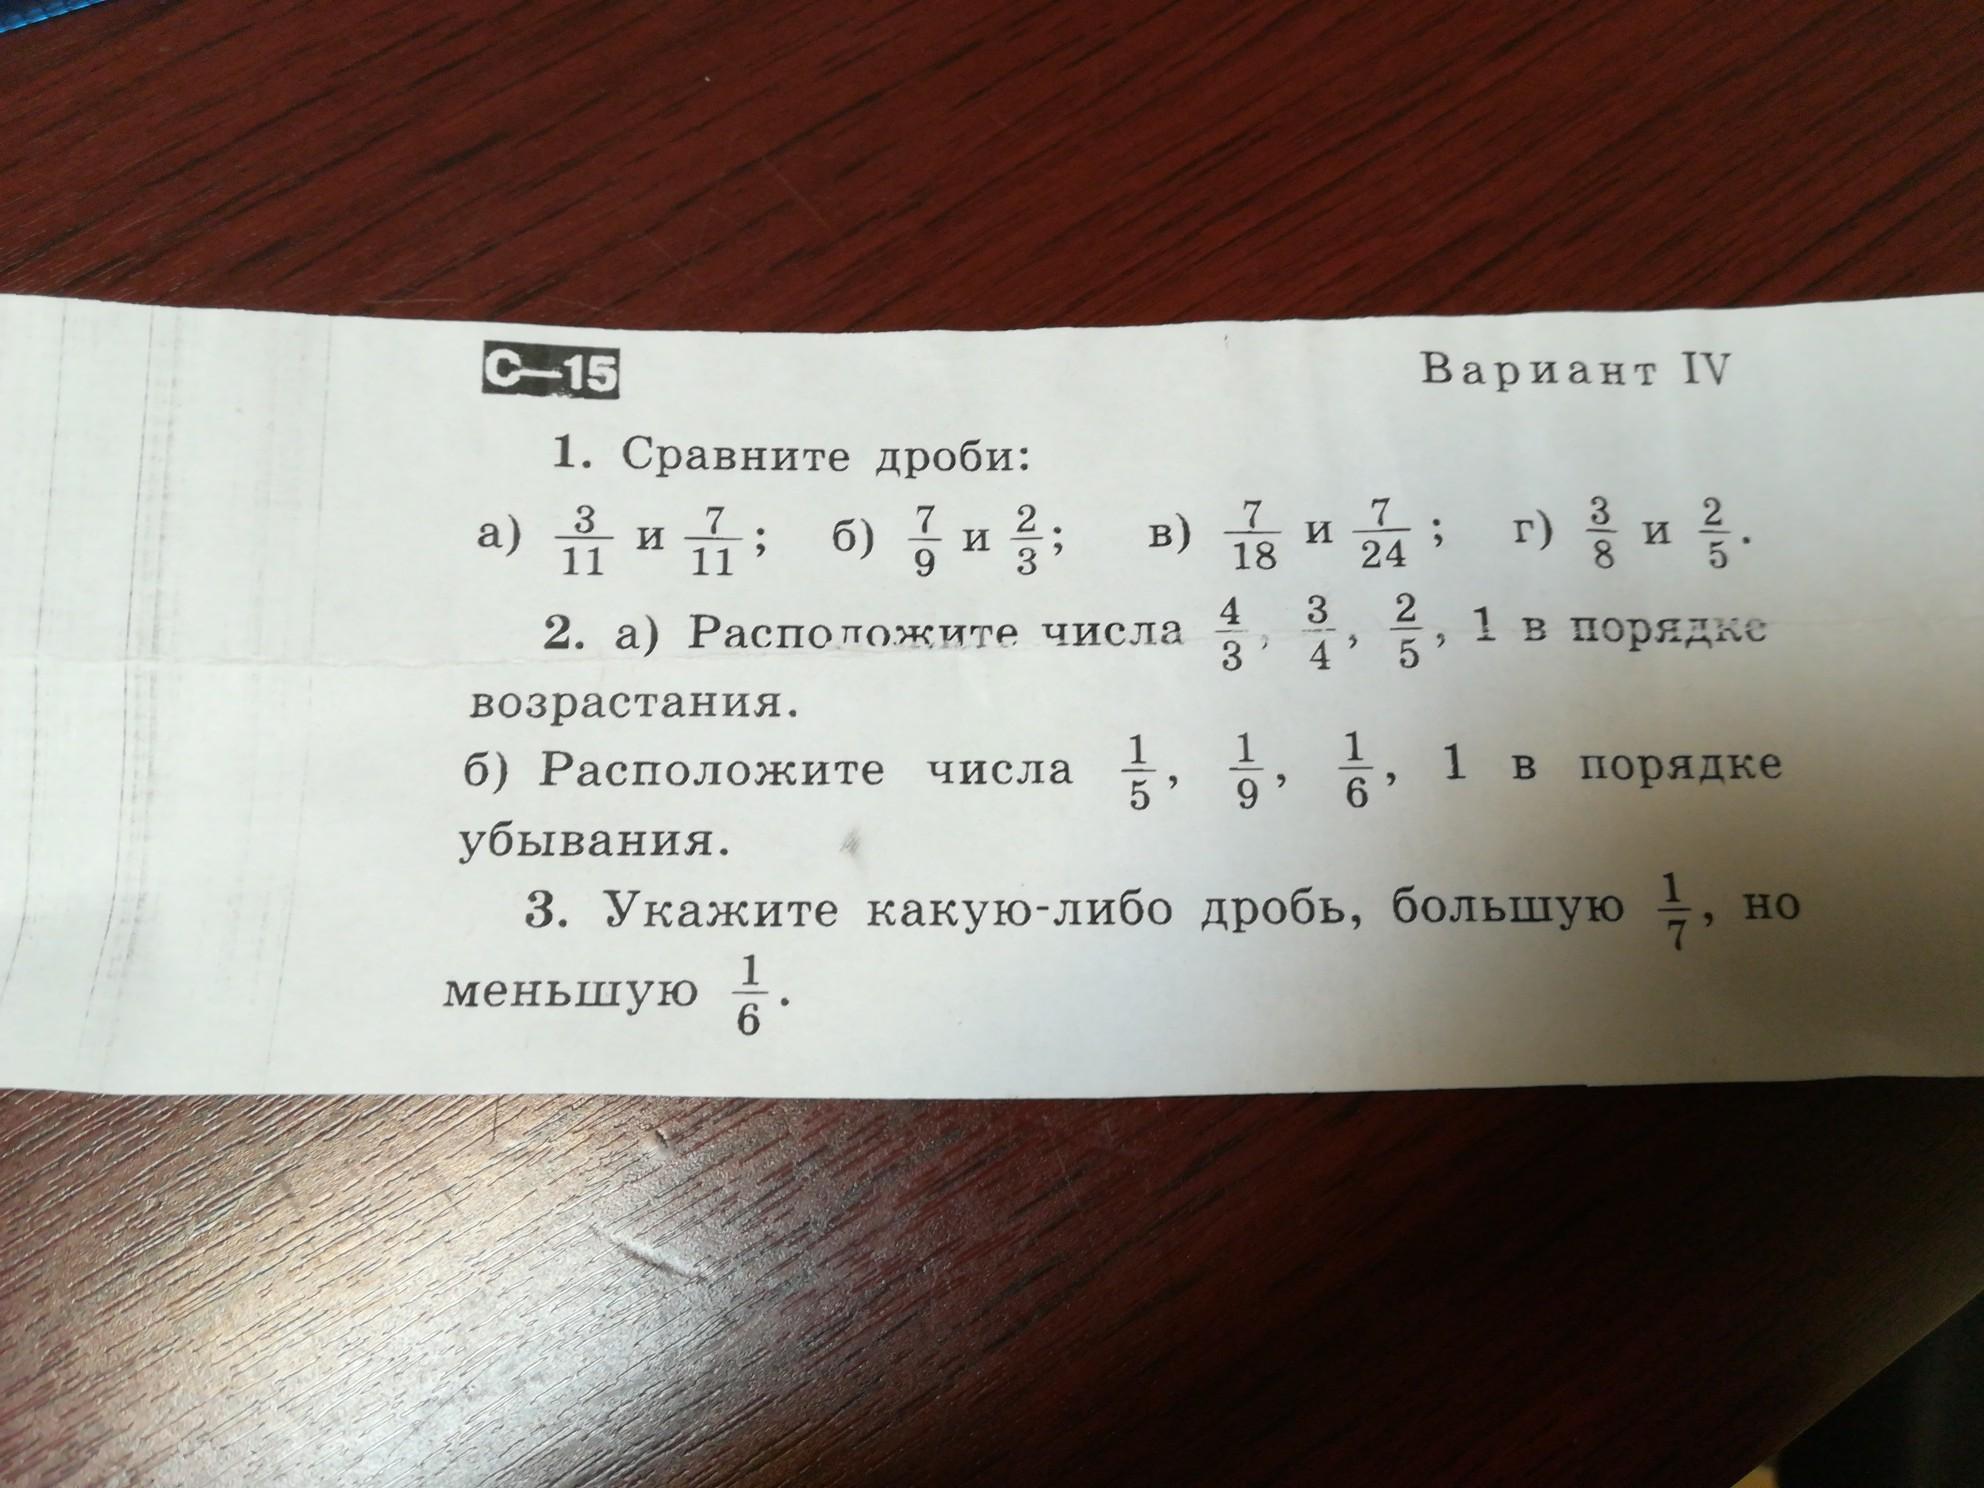 С—15 Вариант IV
1. Сравните дроби:
а) 3/11 и 7/11; б) 7/9 и 2/3; в) 7/18 и 7/24; г) 3/8 и 2/5.
2. а) Расположите числа 4/3, 3/4, 2/5, 1 в порядке
возрастания.
б) Расположите числа 1/5, 1/9, 1/6, 1 в порядке
убывания.
3. Укажите какую-либо дробь, большую 1/7, но
меньшую 1/6.